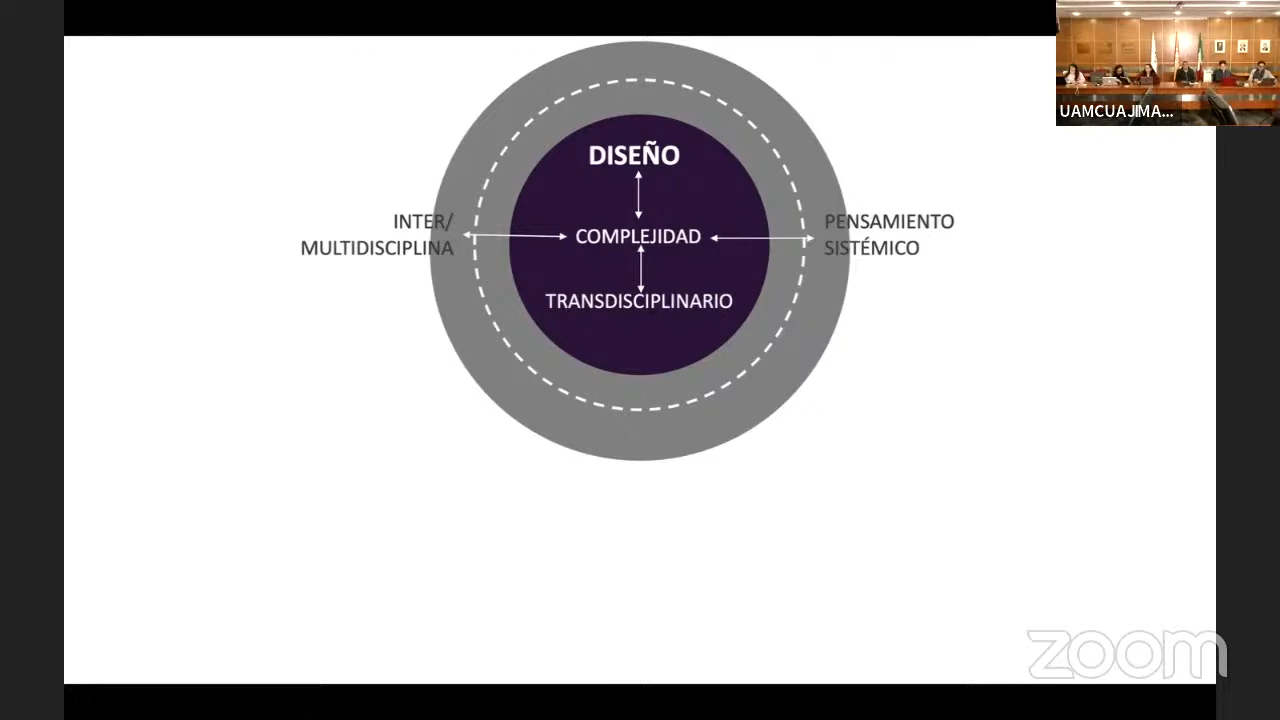 UAMCUAJIMA...
DISEÑO
INTER/
MULTIDISCIPLINA
COMPLEJIDAD
PENSAMIENTO
SISTÉMICO
TRANSDISCIPLINARIO
zoom